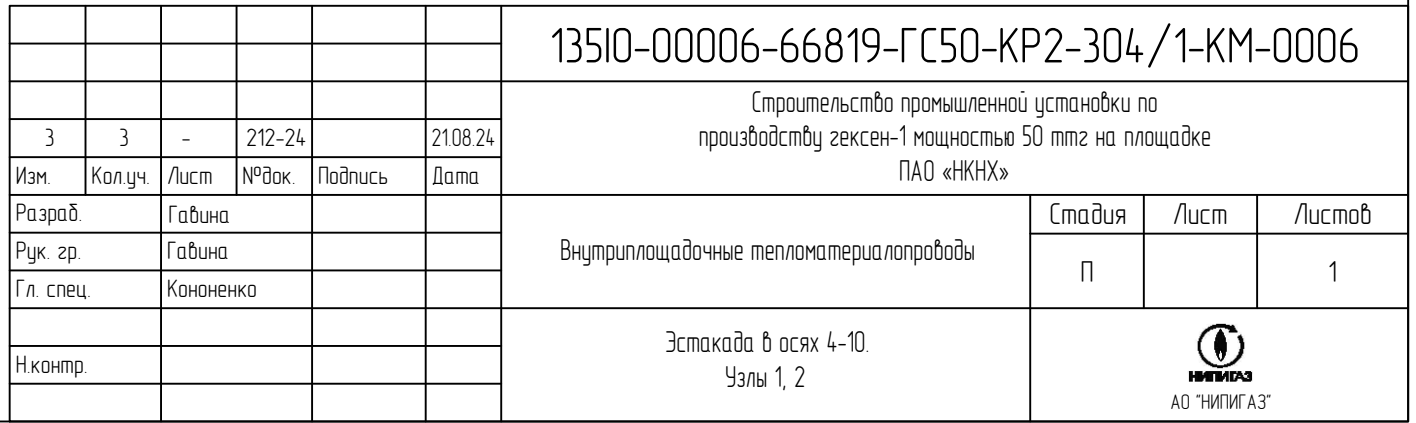 13510-00006-66819-ГС50-КР2-304/1-КМ-0006
Строительство промышленной установки по
производству гексен-1 мощностью 50 ттг на площадке
ПАО «НКНХ»
3 3 - 212-24 21.08.24
Изм. Кол.уч. Лист №док. Подпись Дата
Разраб. Гавина
Рук. гр. Гавина
Гл. спец. Кононенко
Н.контр.
Внутриплощадочные тепломатериалопроводы
Стадия Лист Листов
П 1
Эстакада в осях 4-10.
Узлы 1, 2
НИПИГАЗ
АО "НИПИГАЗ"